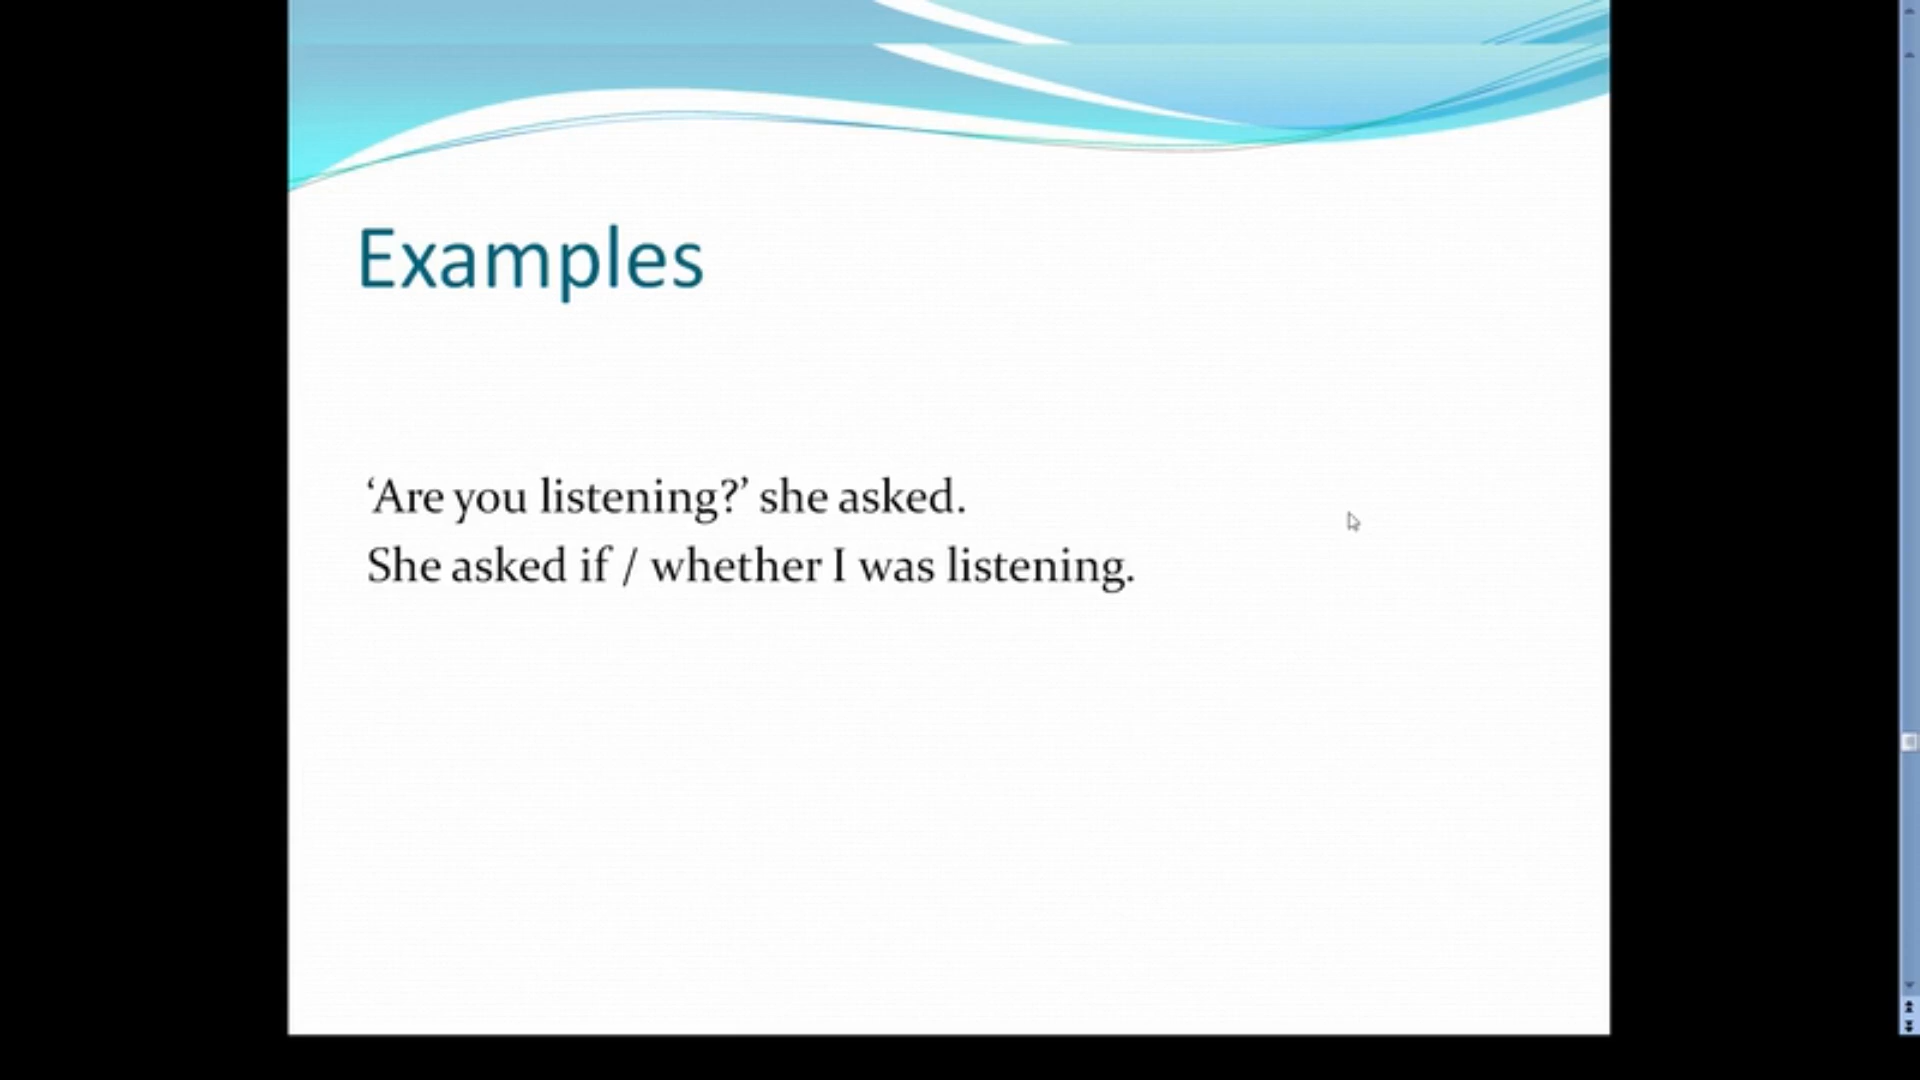 Examples
‘Are you listening?’ she asked.
She asked if / whether I was listening.